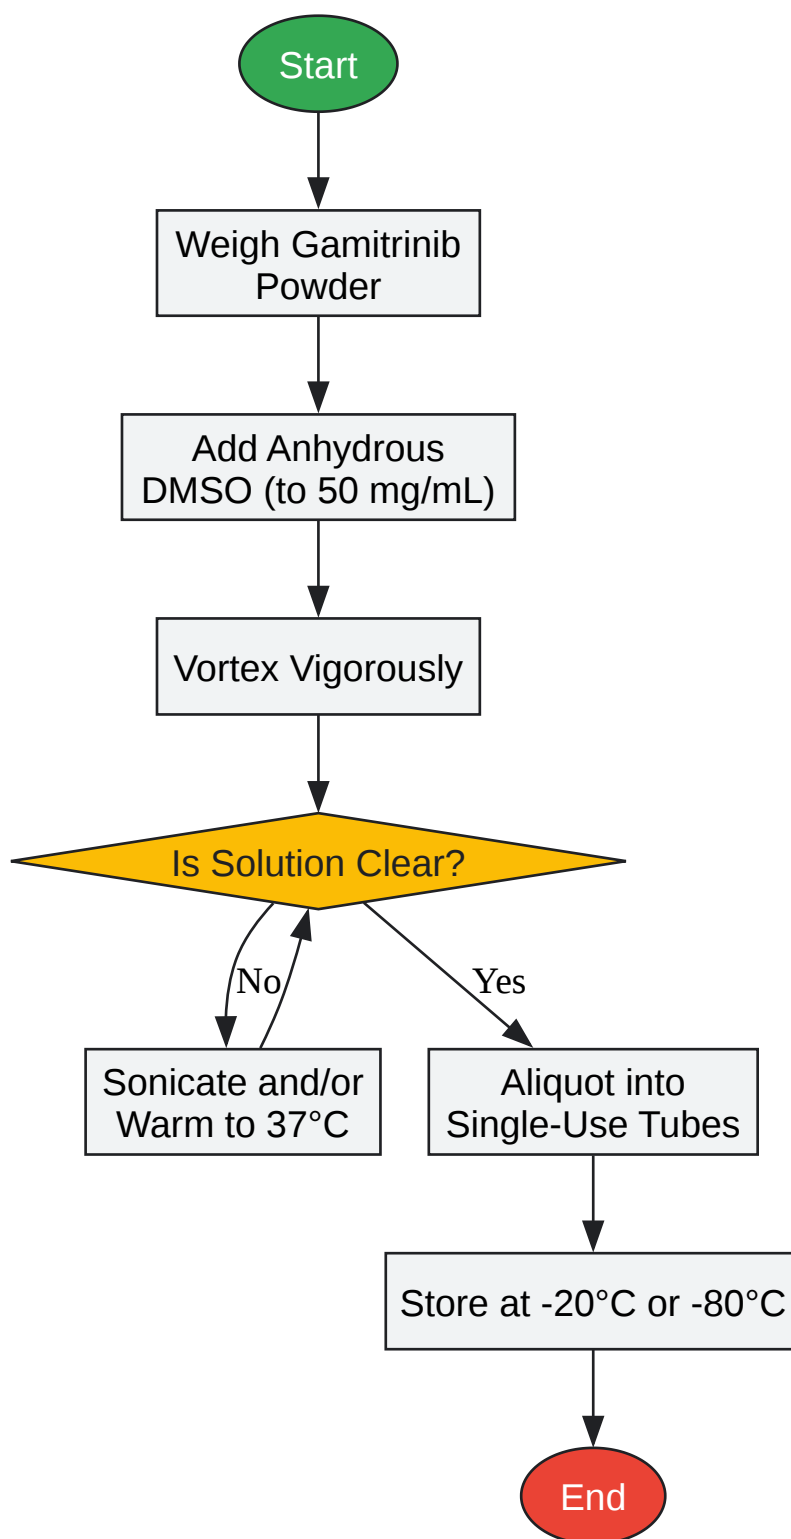 Start
Weigh Gamitrinib
Powder
Add Anhydrous
DMSO (to 50 mg/mL)
Vortex Vigorously
Is Solution Clear?
No
Yes
Sonicate and/or
Warm to 37°C
Aliquot into
Single-Use Tubes
Store at -20°C or -80°C
End